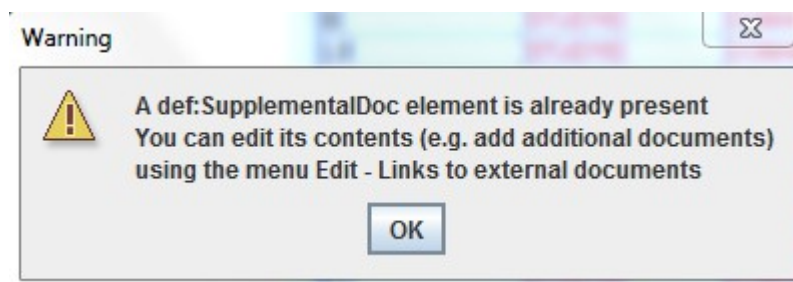 Warning
A def:SupplementalDoc element is already present
You can edit its contents (e.g. add additional documents)
using the menu Edit - Links to external documents
OK